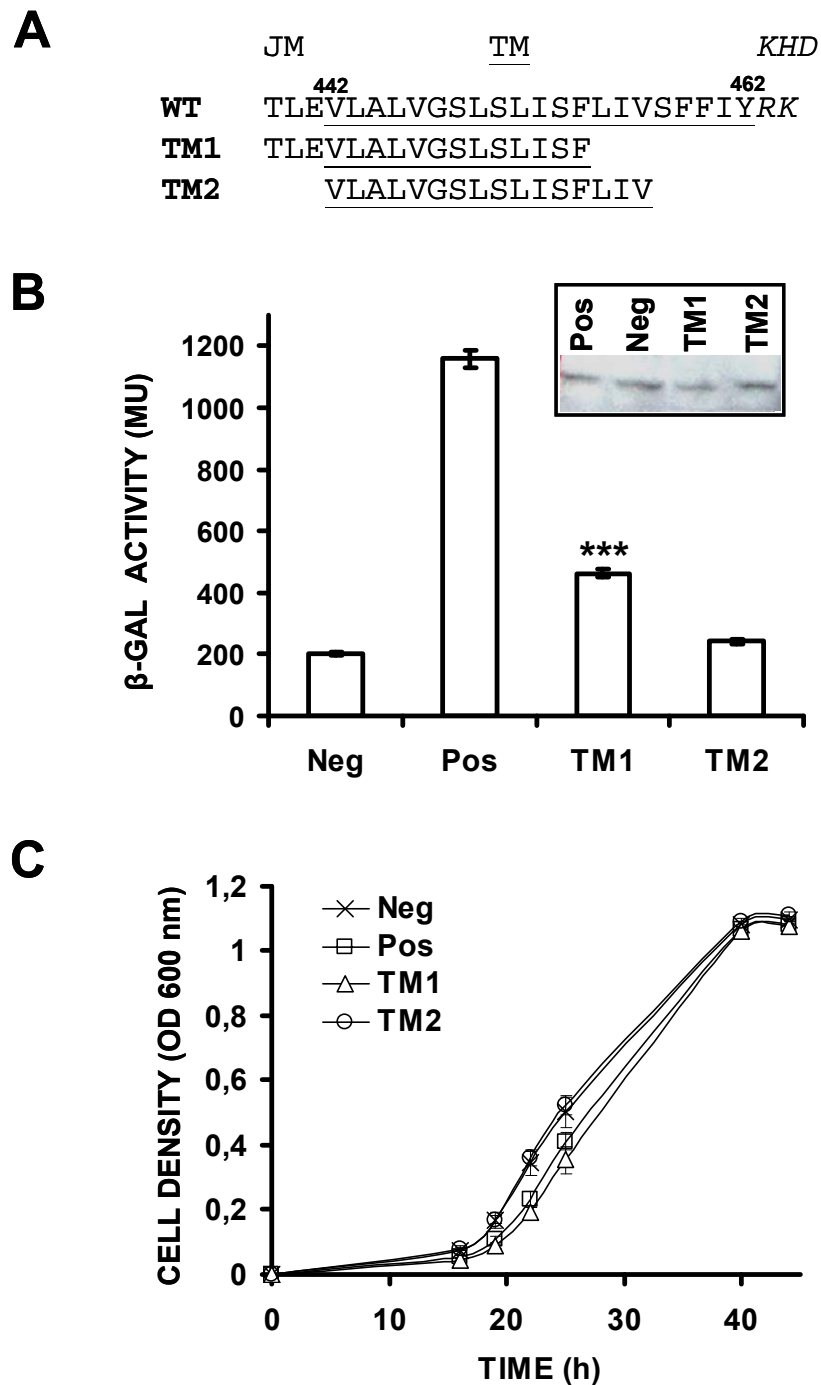 A
JM TM KHD
442 462
WT TLEVLALVGSLSLISFLIVSFFIYRK
TM1 TLEVLALVGSLSLISF
TM2 VLALVGSLSLISFLIV
B
Pos Neg TM1 TM2
β-GAL ACTIVITY (MU)
1200
1000
800
600
400
200
0
***
Neg Pos TM1 TM2
C
CELL DENSITY (OD 600 nm)
1,2
1
0,8
0,6
0,4
0,2
0
Neg
Pos
TM1
TM2
0 10 20 30 40
TIME (h)